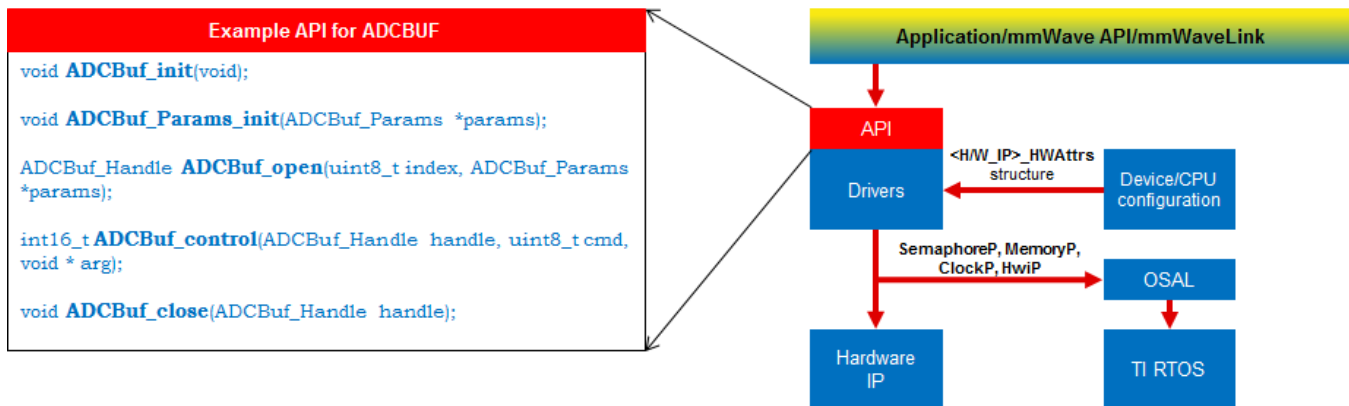 Example API for ADCBUF
void ADCBuf_init(void);
void ADCBuf_Params_init(ADCBuf_Params *params);
ADCBuf_Handle ADCBuf_open(uint8_t index, ADCBuf_Params
*params);
int16_t ADCBuf_control(ADCBuf_Handle handle, uint8_t cmd,
void * arg);
void ADCBuf_close(ADCBuf_Handle handle);
Application/mmWave API/mmWaveLink
API
Drivers
<H/W_IP>_HWAttrs
structure
Device/CPU
configuration
SemaphoreP, MemoryP,
ClockP, HwiP
OSAL
Hardware
IP
TI RTOS